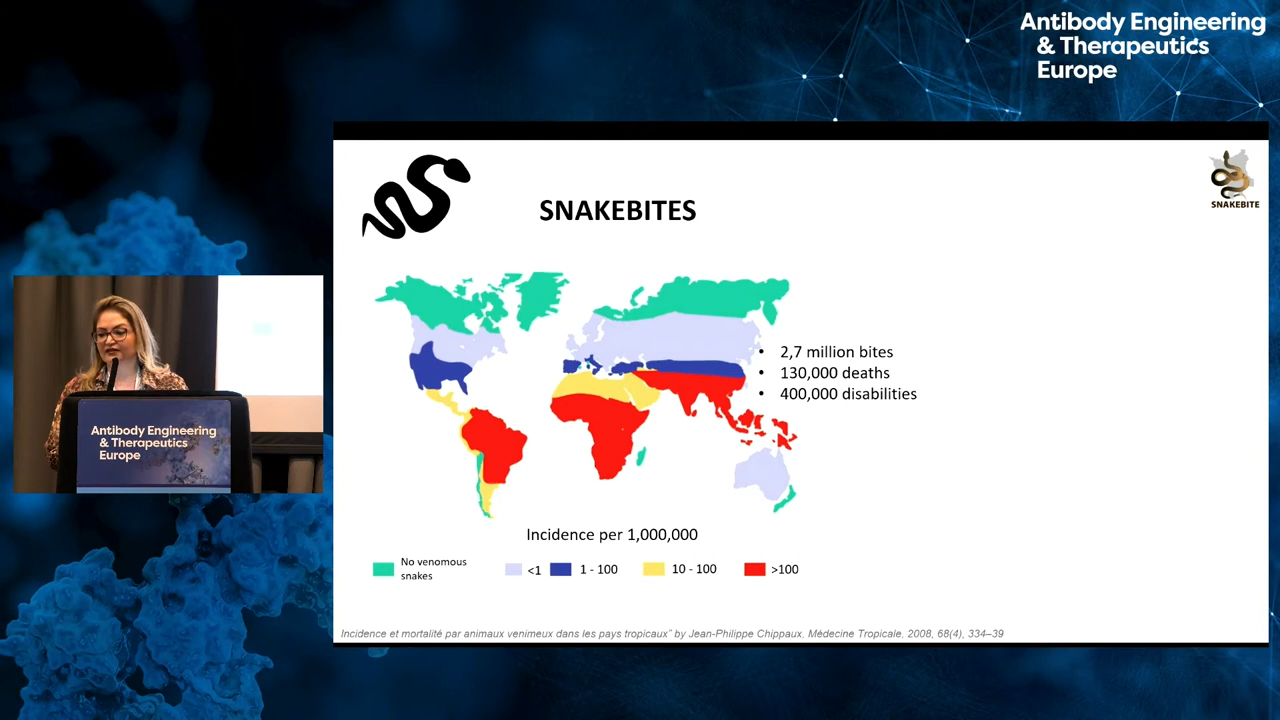 Antibody Engineering
& Therapeutics
Europe
SNAKEBITES
SNAKEBITE
• 2,7 million bites
• 130,000 deaths
• 400,000 disabilities
Antibody Engineering
& Therapeutics
Europe
Incidence per 1,000,000
No venomous
snakes
<1
1 - 100
10 - 100
>100
Incidence et mortalité par animaux venimeux dans les pays tropicaux" by Jean-Philippe Chippaux, Médecine Tropicale, 2008, 68(4), 334–39